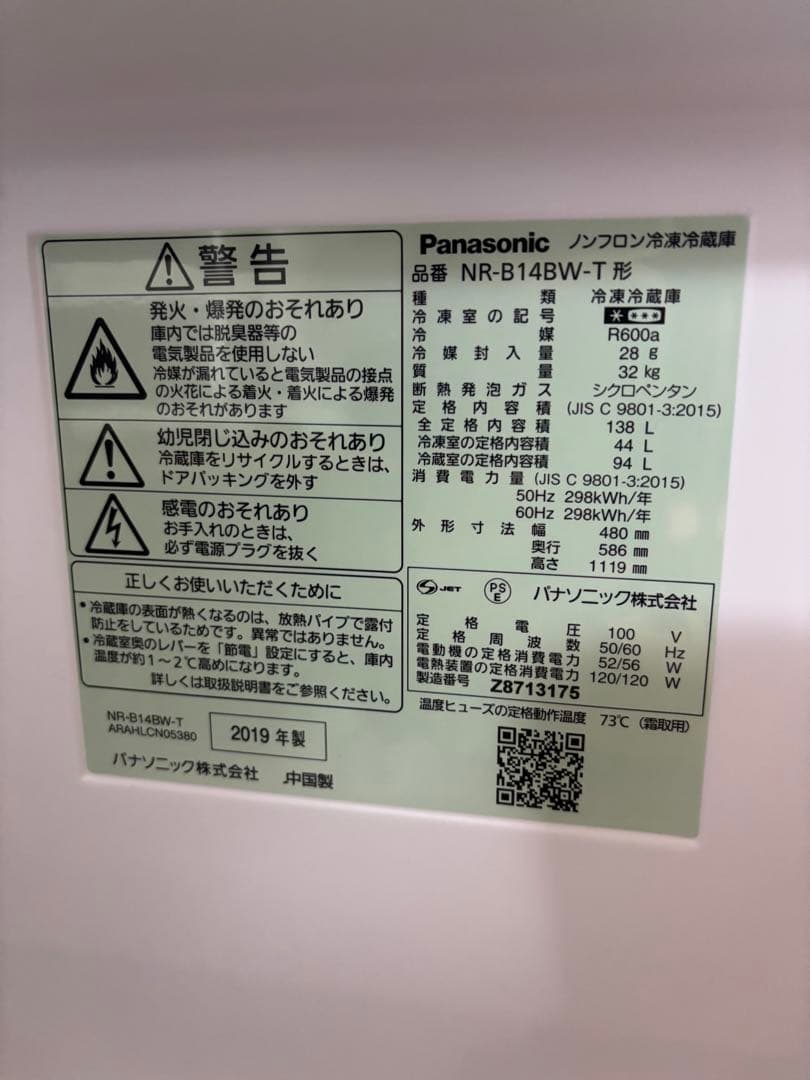 警告
発火・爆発のおそれあり
庫内では脱臭器等の
電気製品を使用しない
冷媒が漏れていると電気製品の接点
の火花による着火・着火による爆発
のおそれがあります
幼児閉じ込みのおそれあり
冷蔵庫をリサイクルするときは、
ドアパッキングを外す
感電のおそれあり
お手入れのときは、
必ず電源プラグを抜く
正しくお使いいただくために
・冷蔵庫の表面が熱くなるのは、放熱パイプで露付
防止をしているためです。異常ではありません。
・冷蔵室奥のレバーを「節電」設定にすると、庫内
温度が約1~2℃高めになります。
詳しくは取扱説明書をご参照ください。
NR-B14BW-T
ARAHLCN05380
2019年製
パナソニック株式会社 中国製
Panasonic ノンフロン冷凍冷蔵庫
品番 NR-B14BW-T 形
種類 冷凍冷蔵庫
冷凍室の記号 * ***
冷媒 R600a
冷媒封入量 28 g
質量 32 kg
断熱発泡ガス シクロペンタン
定格内容積 (JIS C 9801-3:2015)
全定格内容積 138 L
冷凍室の定格内容積 44 L
冷蔵室の定格内容積 94 L
消費電力量 (JIS C 9801-3:2015)
50Hz 298kWh/年
60Hz 298kWh/年
外形寸法 幅 480 mm
奥行 586 mm
高さ 1119 mm
S JET PS E パナソニック株式会社
定格電圧 100 V
定格周波数 50/60 Hz
電動機の定格消費電力 52/56 W
電熱装置の定格消費電力 120/120 W
製造番号 Z8713175
温度ヒューズの定格動作温度 73℃ (霜取用)